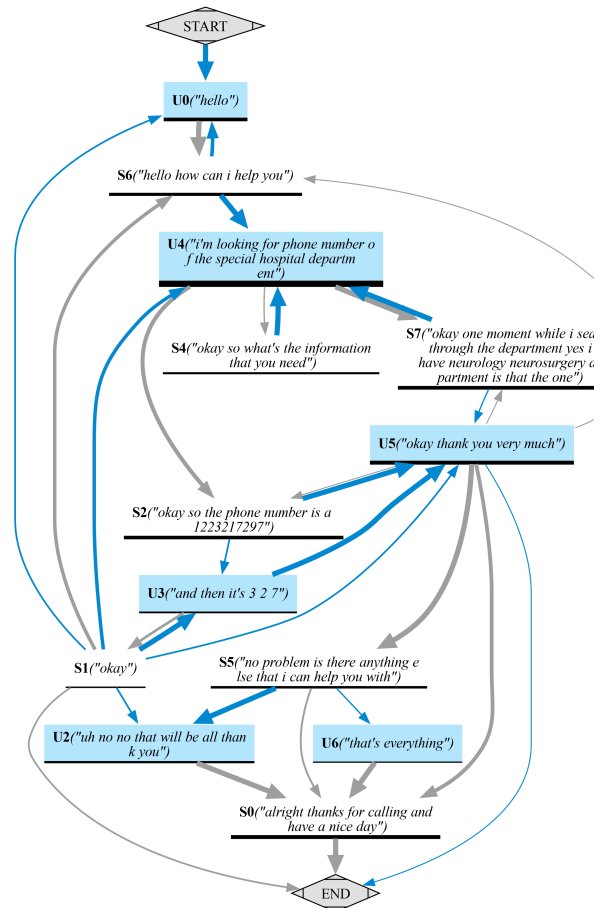 START
U0("hello")
S6("hello how can i help you")
U4("i'm looking for phone number o
f the special hospital departm
ent")
S4("okay so what's the information
that you need")
S7("okay one moment while i sea
through the department yes i
have neurology neurosurgery d
partment is that the one")
U5("okay thank you very much")
S2("okay so the phone number is a
1223217297")
U3("and then it's 3 2 7")
S1("okay")
S5("no problem is there anything e
lse that i can help you with")
U2("uh no no that will be all than
k you")
U6("that's everything")
S0("alright thanks for calling and
have a nice day")
END